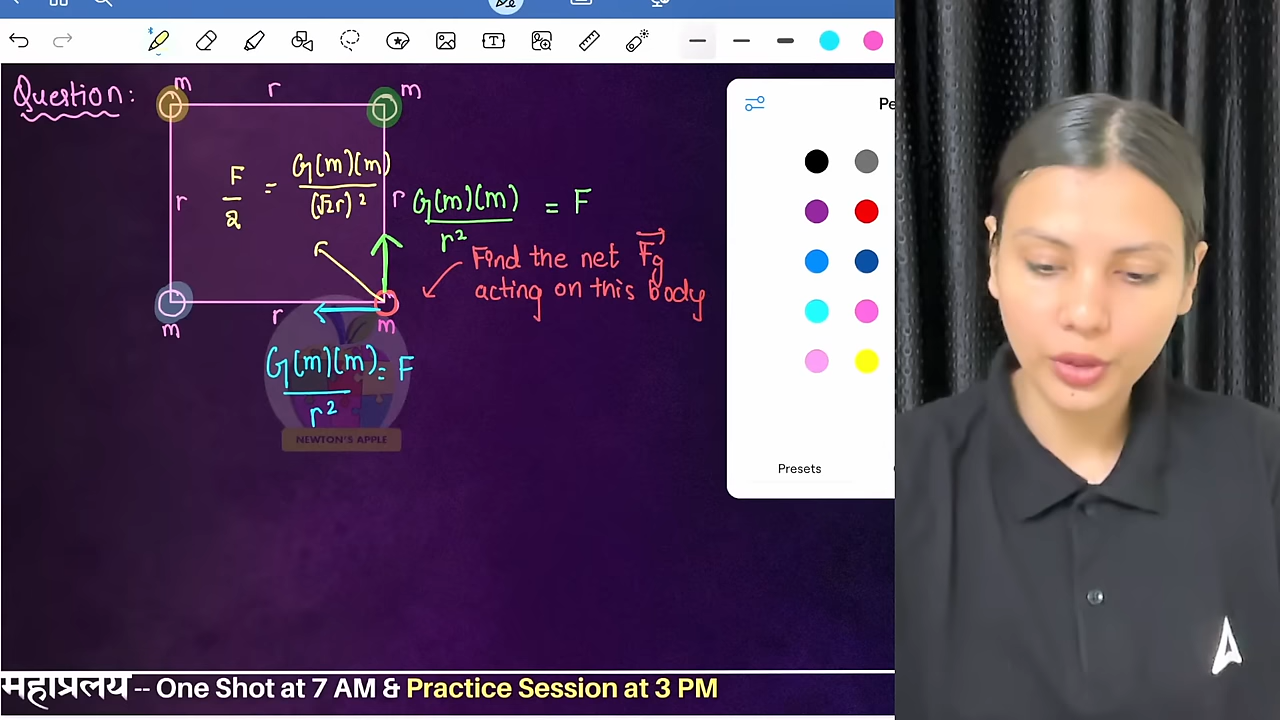 Question:
m
r
m
r
F/2 = G(m)(m)/(√2r)²
r
G(m)(m)/r² = F
Find the net F⃗g
acting on this body
m
r
m
G(m)(m)/r² = F
NEWTON'S APPLE
Pe
Presets
महाप्रलय -- One Shot at 7 AM & Practice Session at 3 PM